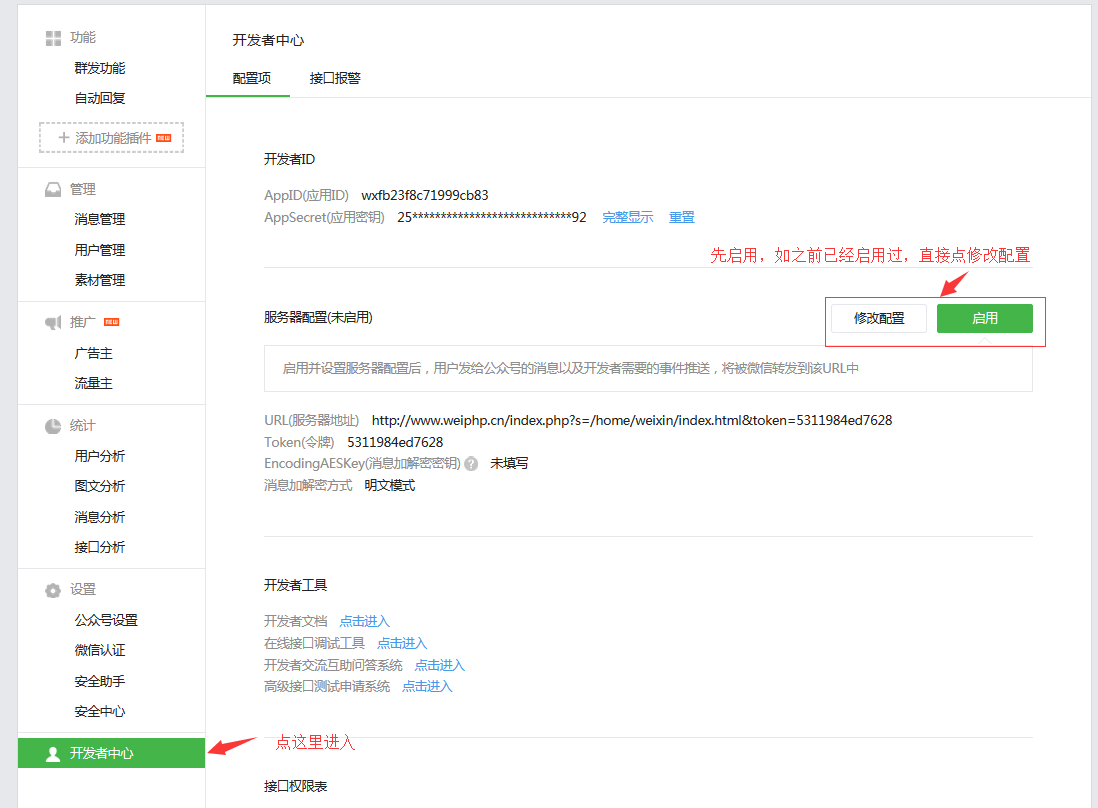 功能
群发功能
自动回复
添加功能插件
管理
消息管理
用户管理
素材管理
推广
广告主
流量主
统计
用户分析
图文分析
消息分析
接口分析
设置
公众号设置
微信认证
安全助手
安全中心
开发者中心
开发者中心
配置项 接口报警
开发者ID
AppID(应用ID) wxfb23f8c71999cb83
AppSecret(应用密钥) 25****************************92 完整显示 重置
先启用，如之前已经启用过，直接点修改配置
服务器配置(未启用) 修改配置 启用
启用并设置服务器配置后，用户发给公众号的消息以及开发者需要的事件推送，将被微信转发到该URL中
URL(服务器地址) http://www.weiphp.cn/index.php?s=/home/weixin/index.html&token=5311984ed7628
Token(令牌) 5311984ed7628
EncodingAESKey(消息加解密密钥) ? 未填写
消息加解密方式 明文模式
开发者工具
开发者文档 点击进入
在线接口调试工具 点击进入
开发者交流互助问答系统 点击进入
高级接口测试申请系统 点击进入
点这里进入
接口权限表